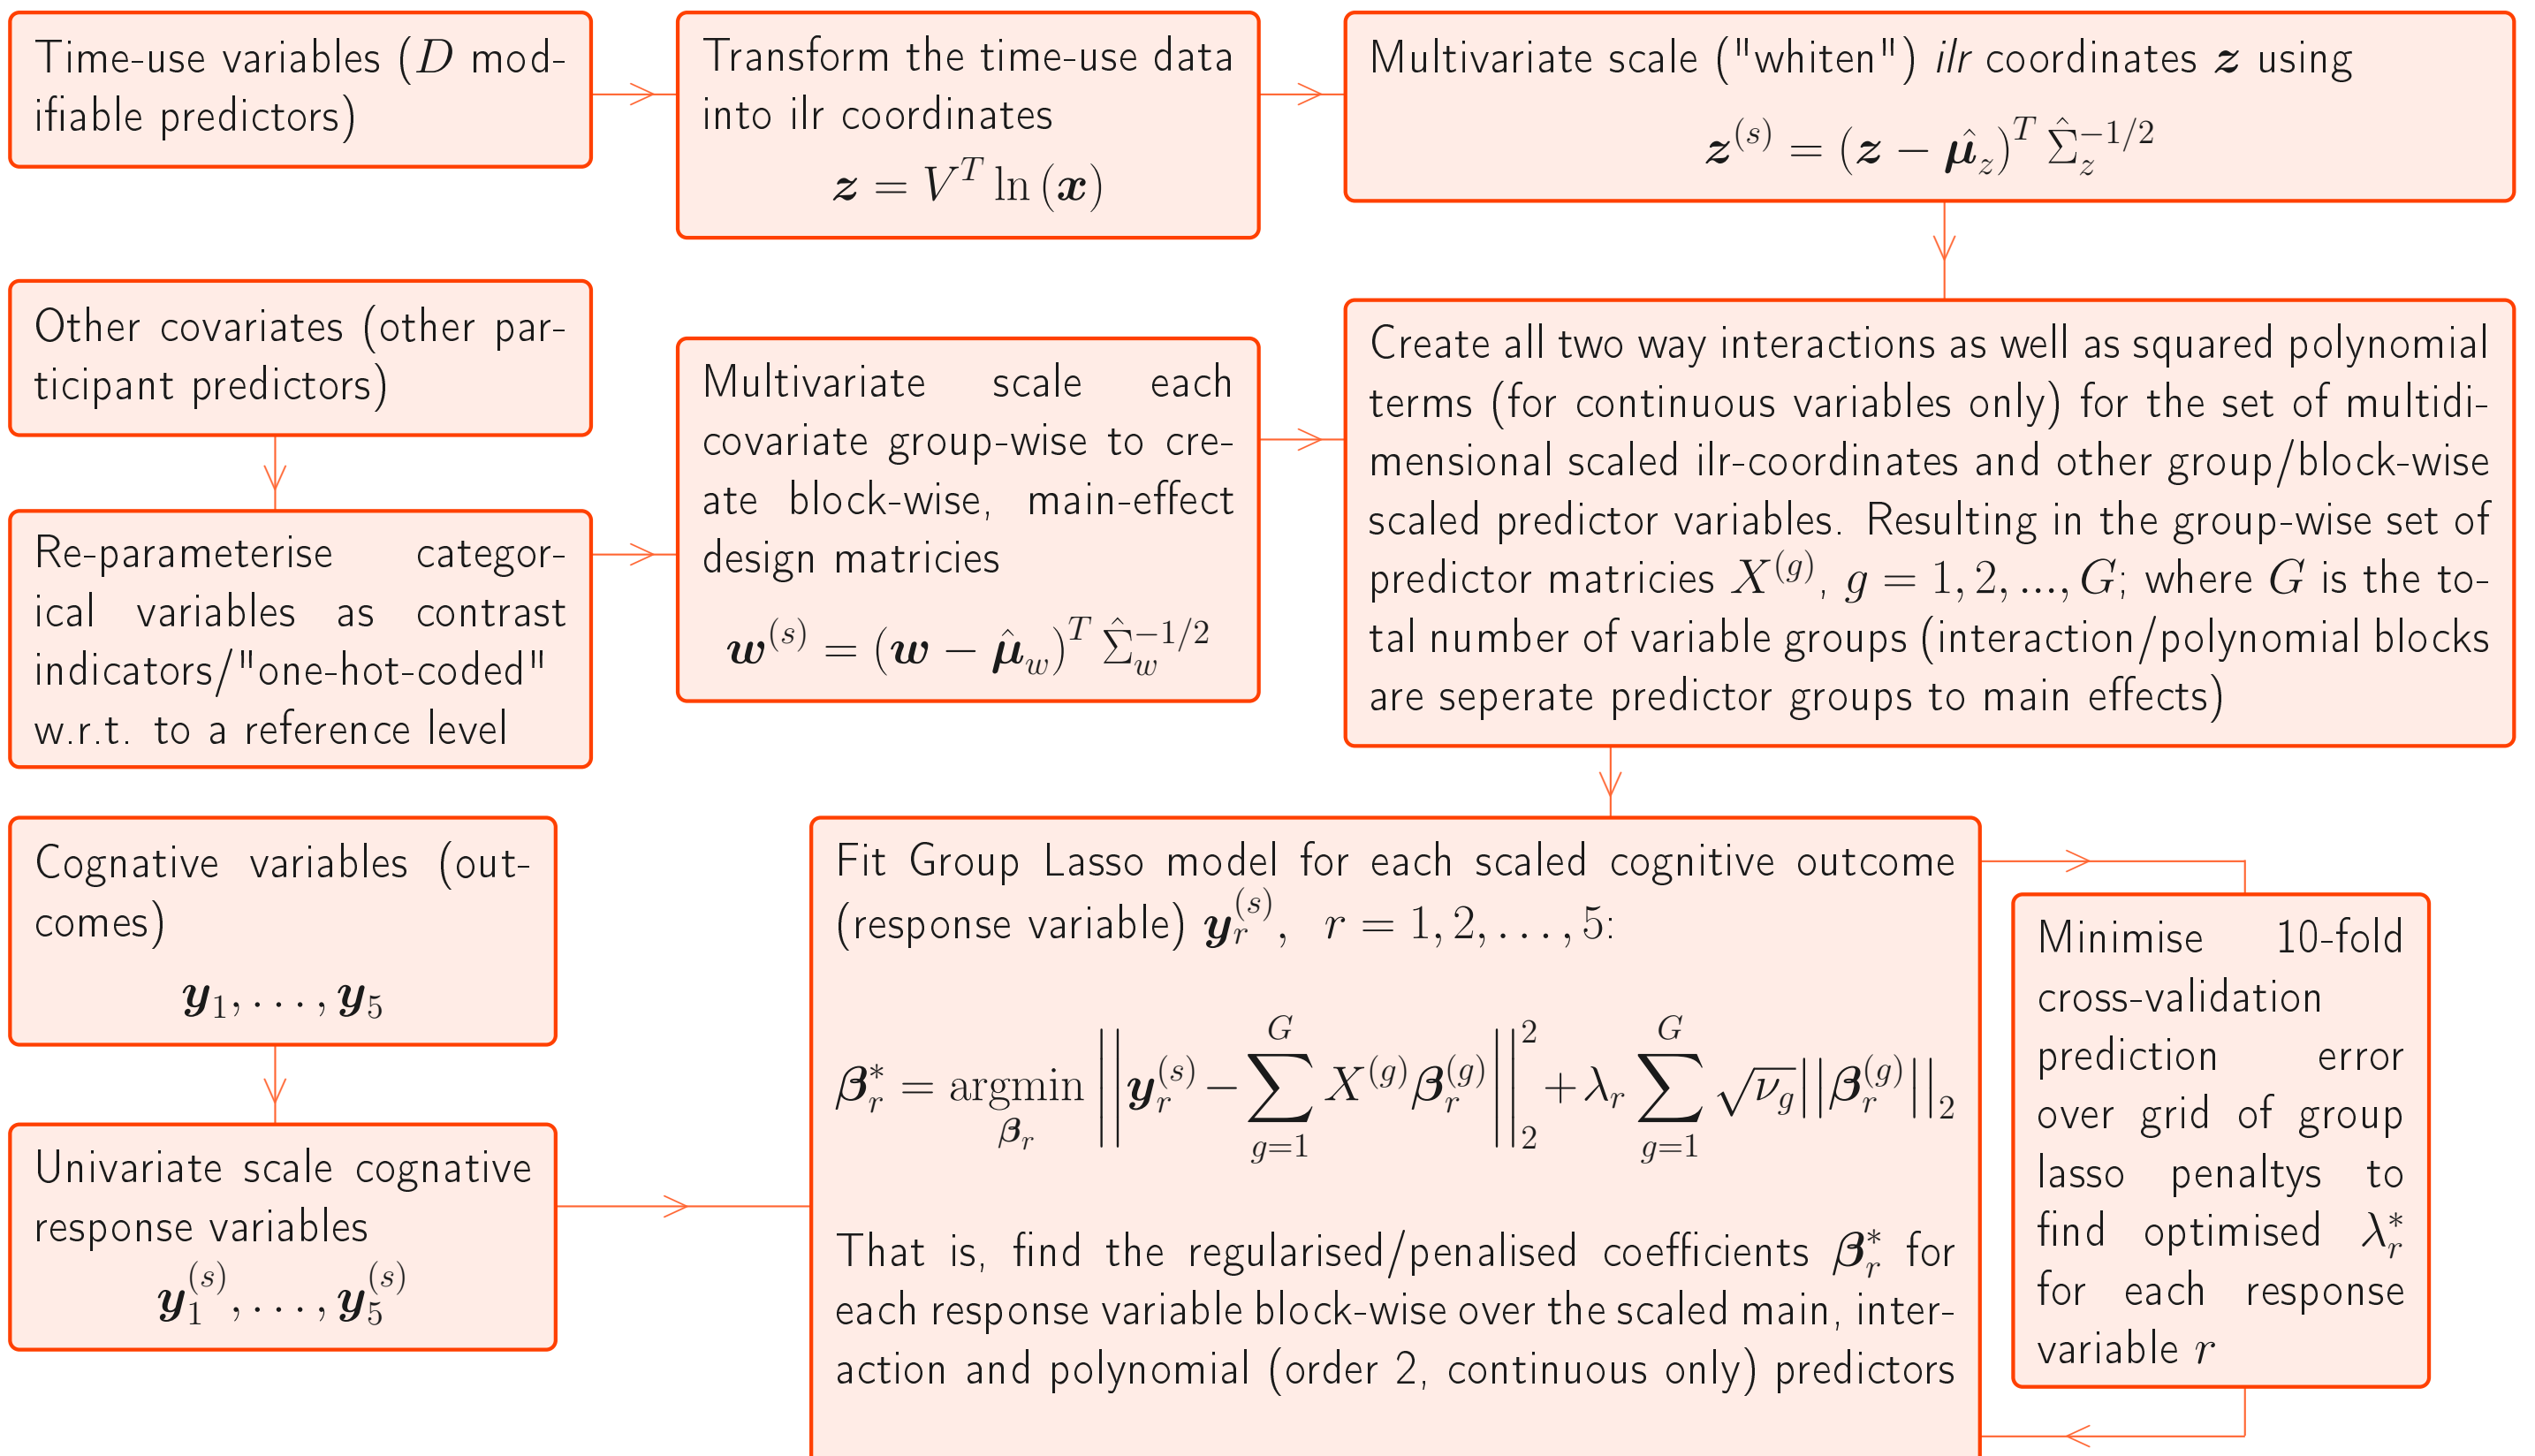 Time-use variables (D mod-
ifiable predictors)
Transform the time-use data
into ilr coordinates
z = V^T ln (x)
Multivariate scale ("whiten") ilr coordinates z using
z^(s) = (z − μ̂_z)^T Σ̂_z^{−1/2}
Other covariates (other par-
ticipant predictors)
Re-parameterise categor-
ical variables as contrast
indicators/"one-hot-coded"
w.r.t. to a reference level
Multivariate scale each
covariate group-wise to cre-
ate block-wise, main-effect
design matricies
w^(s) = (w − μ̂_w)^T Σ̂_w^{−1/2}
Create all two way interactions as well as squared polynomial
terms (for continuous variables only) for the set of multidi-
mensional scaled ilr-coordinates and other group/block-wise
scaled predictor variables. Resulting in the group-wise set of
predictor matricies X^(g), g = 1, 2, ..., G; where G is the to-
tal number of variable groups (interaction/polynomial blocks
are seperate predictor groups to main effects)
Cognative variables (out-
comes)
y_1, . . . , y_5
Univariate scale cognative
response variables
y_1^(s), . . . , y_5^(s)
Fit Group Lasso model for each scaled cognitive outcome
(response variable) y_r^(s), r = 1, 2, . . . , 5:
β_r^* = argmin_{β_r} ||y_r^(s) − ∑_{g=1}^G X^(g) β_r^(g)||_2^2 + λ_r ∑_{g=1}^G √ν_g ||β_r^(g)||_2
That is, find the regularised/penalised coefficients β_r^* for
each response variable block-wise over the scaled main, inter-
action and polynomial (order 2, continuous only) predictors
Minimise 10-fold
cross-validation
prediction error
over grid of group
lasso penaltys to
find optimised λ_r^*
for each response
variable r